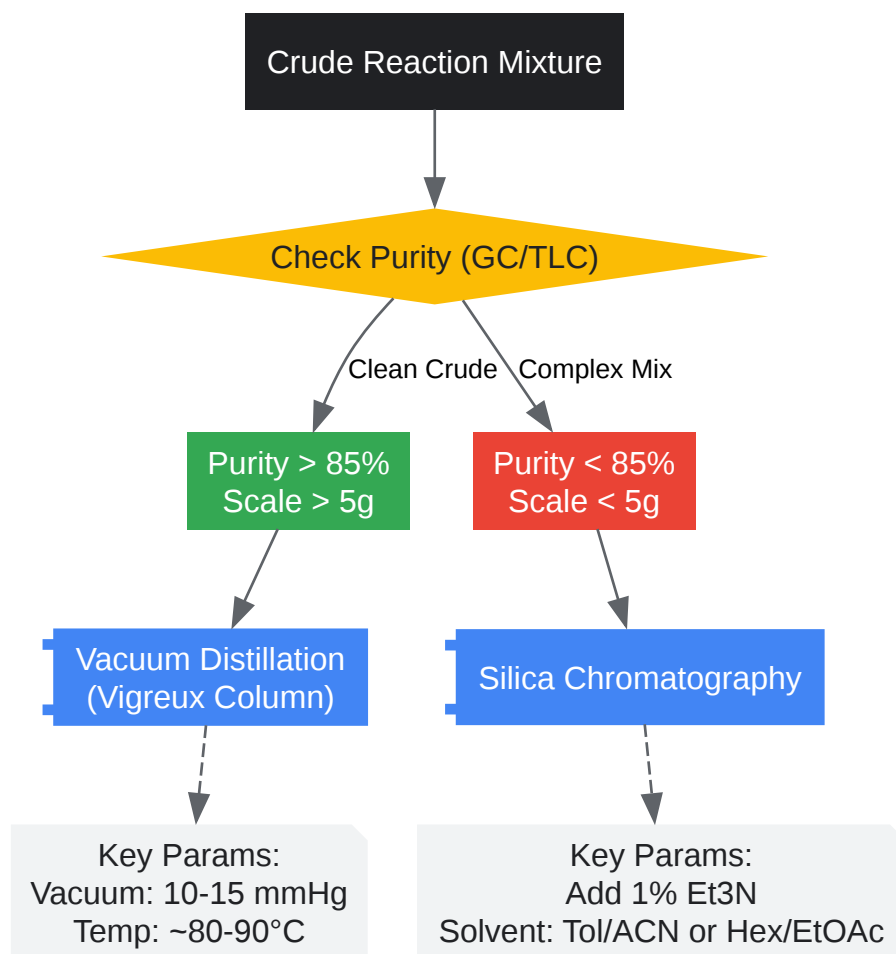 Crude Reaction Mixture
Check Purity (GC/TLC)
Clean Crude
Complex Mix
Purity > 85%
Scale > 5g
Purity < 85%
Scale < 5g
Vacuum Distillation
(Vigreux Column)
Silica Chromatography
Key Params:
Vacuum: 10-15 mmHg
Temp: ~80-90°C
Key Params:
Add 1% Et3N
Solvent: Tol/ACN or Hex/EtOAc